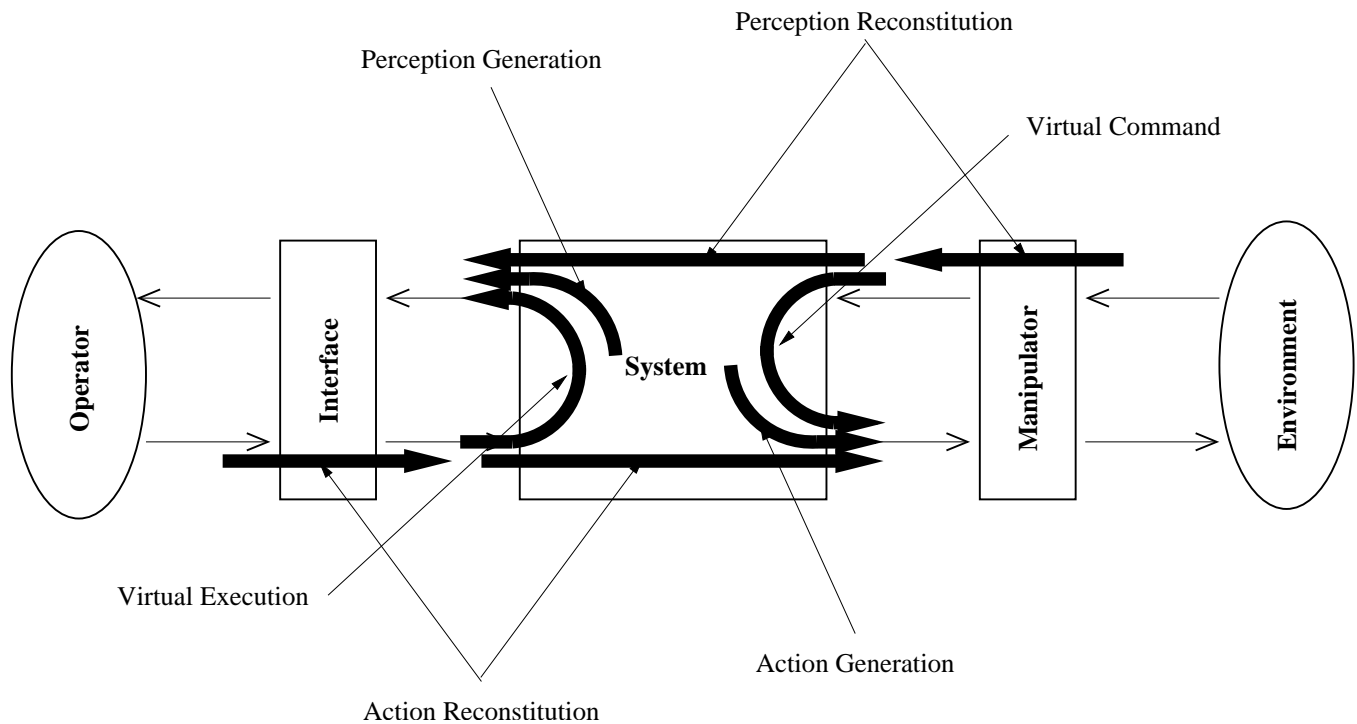 Perception Reconstitution
Perception Generation
Virtual Command
Operator
Interface
System
Manipulator
Environment
Virtual Execution
Action Generation
Action Reconstitution